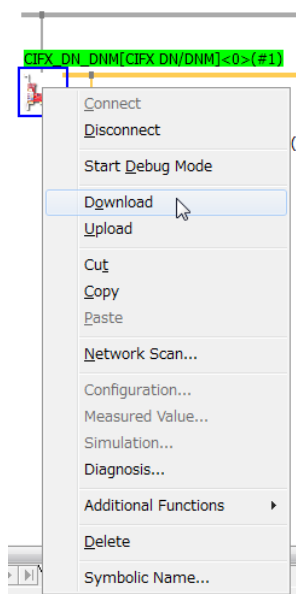 CIFX_DN_DNM[CIFX DN/DNM]<0>(#1)
(
Connect
Disconnect
Start Debug Mode
Download
Upload
Cut
Copy
Paste
Network Scan...
Configuration...
Measured Value...
Simulation...
Diagnosis...
Additional Functions
Delete
Symbolic Name...